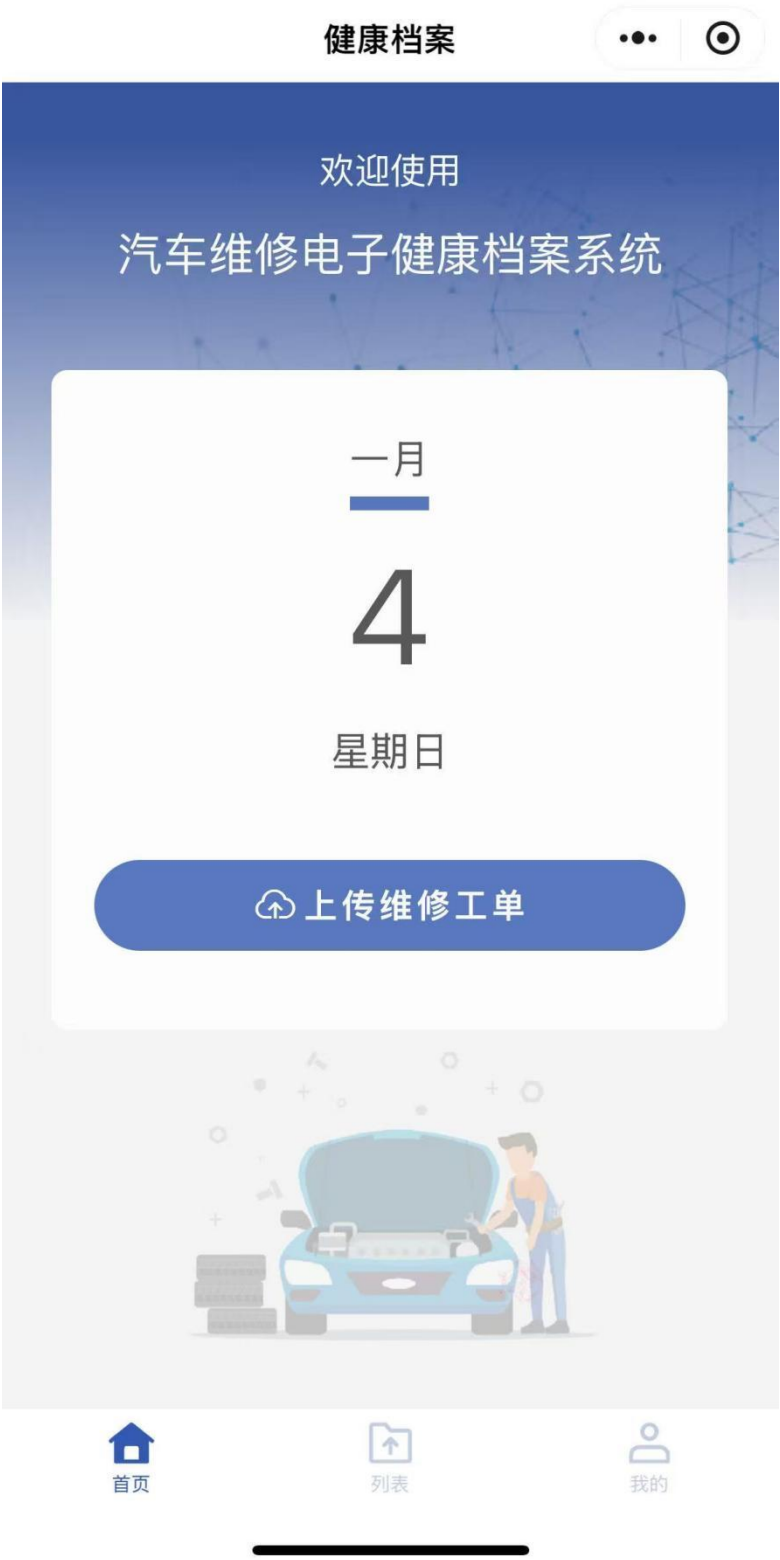 健康档案
欢迎使用
汽车维修电子健康档案系统
一月
4
星期日
上传维修工单
首页
列表
我的